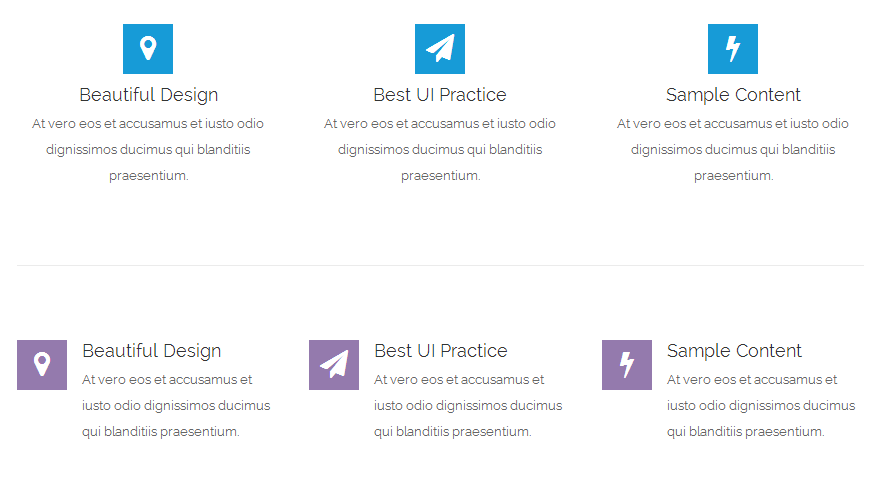 Beautiful Design
At vero eos et accusamus et iusto odio
dignissimos ducimus qui blanditiis
praesentium.
Best UI Practice
At vero eos et accusamus et iusto odio
dignissimos ducimus qui blanditiis
praesentium.
Sample Content
At vero eos et accusamus et iusto odio
dignissimos ducimus qui blanditiis
praesentium.
Beautiful Design
At vero eos et accusamus et
iusto odio dignissimos ducimus
qui blanditiis praesentium.
Best UI Practice
At vero eos et accusamus et
iusto odio dignissimos ducimus
qui blanditiis praesentium.
Sample Content
At vero eos et accusamus et
iusto odio dignissimos ducimus
qui blanditiis praesentium.